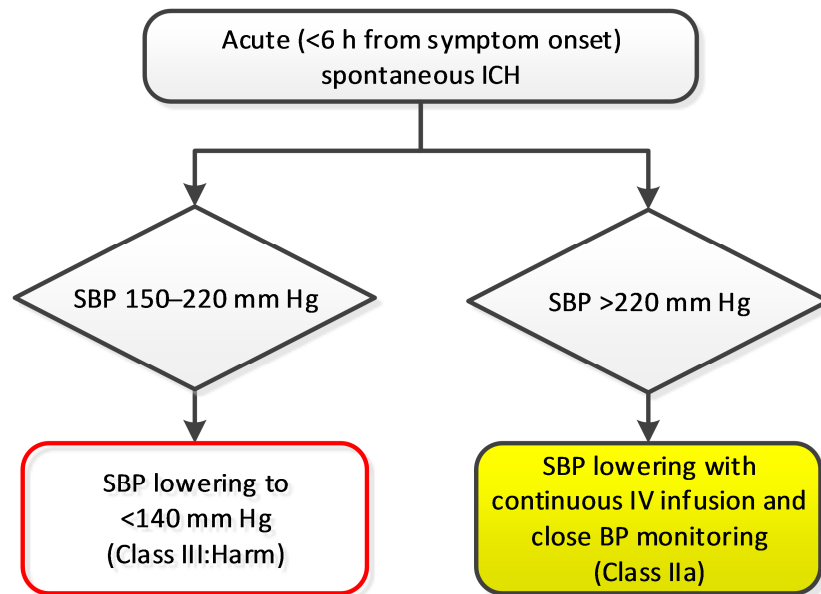 Acute (<6 h from symptom onset)
spontaneous ICH
SBP 150–220 mm Hg
SBP >220 mm Hg
SBP lowering to
<140 mm Hg
(Class III:Harm)
SBP lowering with
continuous IV infusion and
close BP monitoring
(Class IIa)